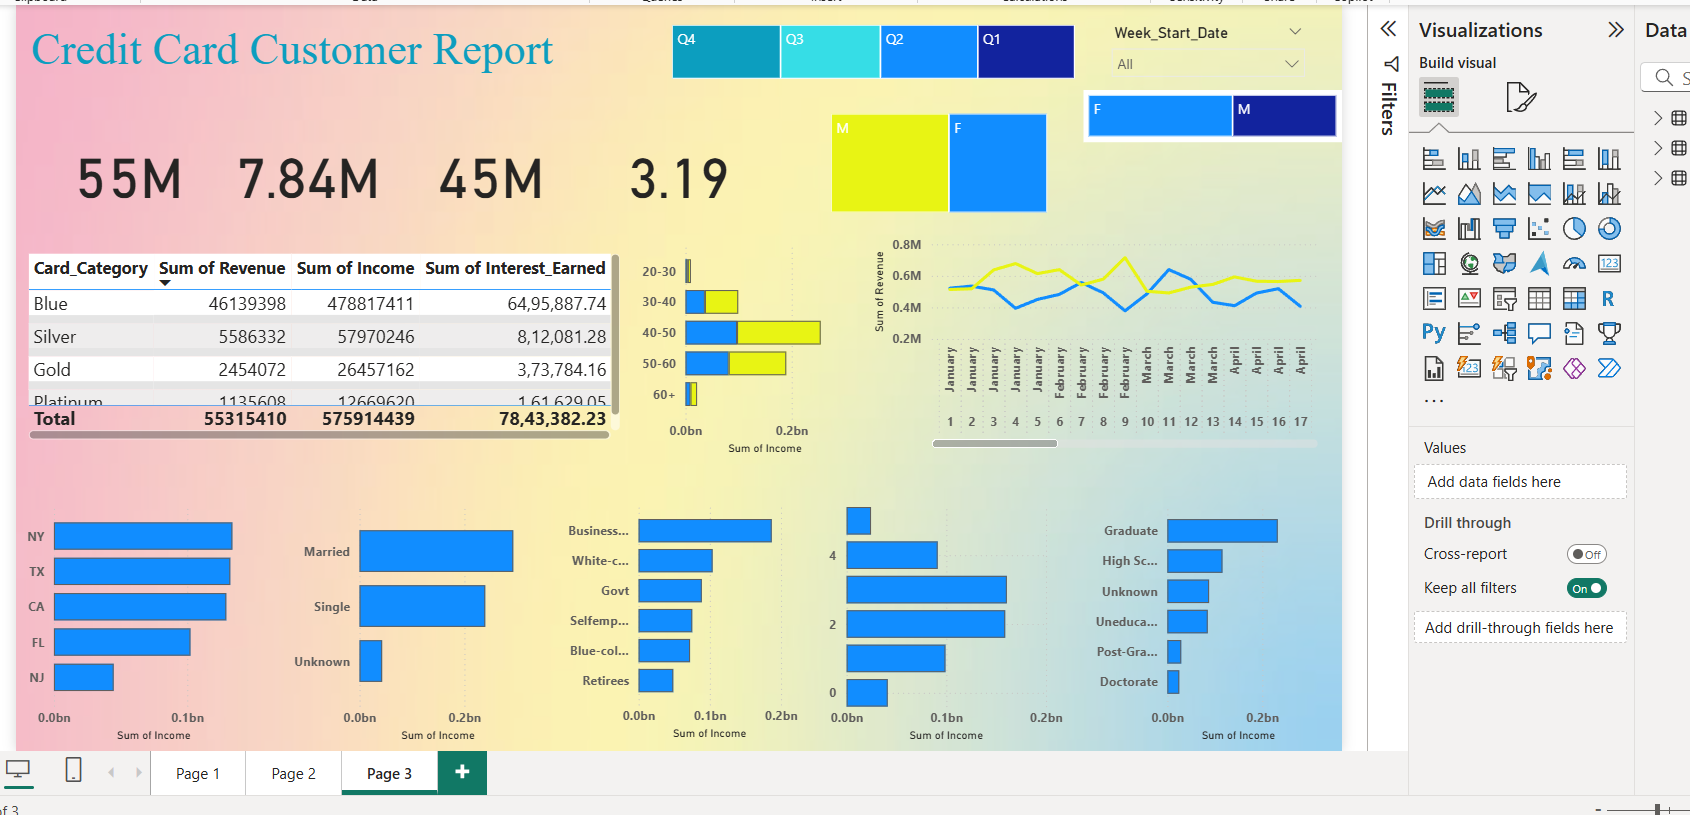 Credit Card Customer Report
Q4 Q3 Q2 Q1
Week_Start_Date
All
F M
M F
55M 7.84M 45M 3.19
Card_Category Sum of Revenue Sum of Income Sum of Interest_Earned
Blue 46139398 478817411 64,95,887.74
Silver 5586332 57970246 8,12,081.28
Gold 2454072 26457162 3,73,784.16
Platinum 1135608 12669620 1,61,629.05
Total 55315410 575914439 78,43,382.23
20-30
30-40
40-50
50-60
60+
0.0bn 0.2bn
Sum of Income
Sum of Revenue
0.8M
0.6M
0.4M
0.2M
January January January January January February February February February March March March March April April April April
1 2 3 4 5 6 7 8 9 10 11 12 13 14 15 16 17
NY
TX
CA
FL
NJ
0.0bn 0.1bn
Sum of Income
Married
Single
Unknown
0.0bn 0.2bn
Sum of Income
Business...
White-c...
Govt
Selfemp...
Blue-col...
Retirees
0.0bn 0.1bn 0.2bn
Sum of Income
4
2
0
0.0bn 0.1bn 0.2bn
Sum of Income
Graduate
High Sc...
Unknown
Uneduca...
Post-Gra...
Doctorate
0.0bn 0.2bn
Sum of Income
Filters
Visualizations
Build visual
123
R
Py
123
...
Values
Add data fields here
Drill through
Cross-report Off
Keep all filters On
Add drill-through fields here
Data
Page 1 Page 2 Page 3 +
of 3